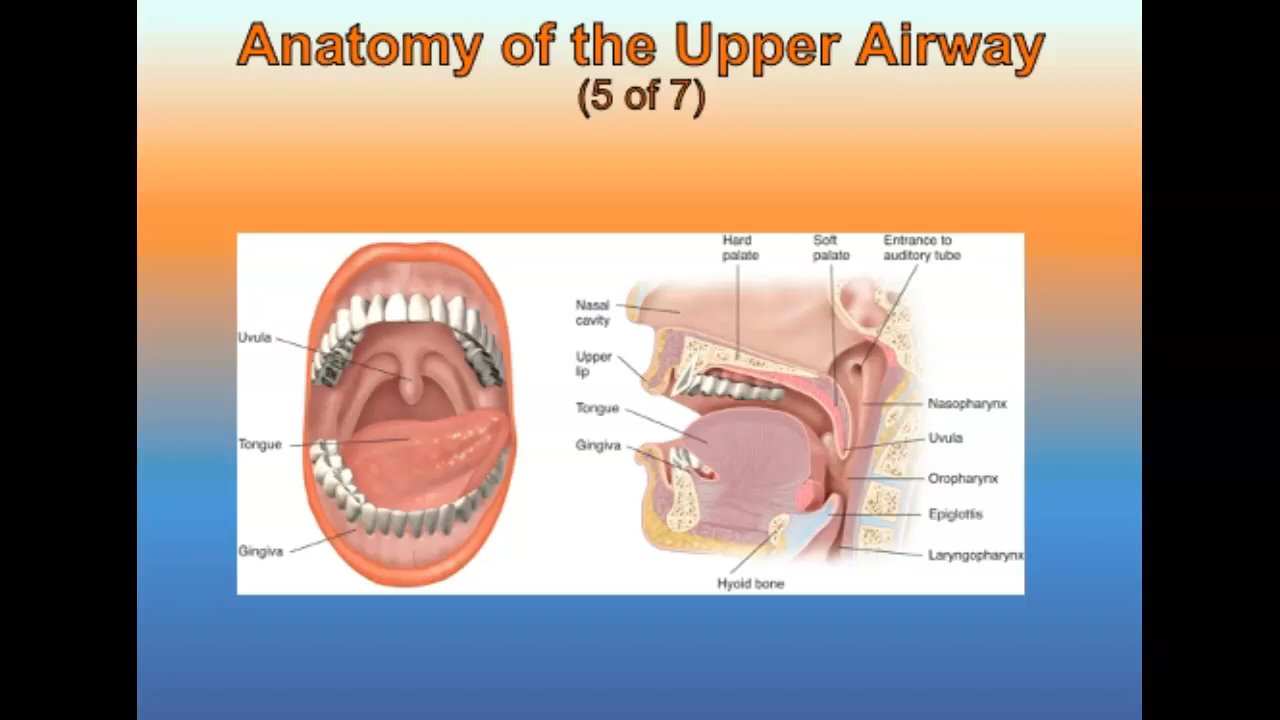 Anatomy of the Upper Airway
(5 of 7)
Uvula
Tongue
Gingiva
Hard
palate
Soft
palate
Entrance to
auditory tube
Nasal
cavity
Upper
lip
Tongue
Gingiva
Nasopharynx
Uvula
Oropharynx
Epiglottis
Laryngopharynx
Hyoid bone